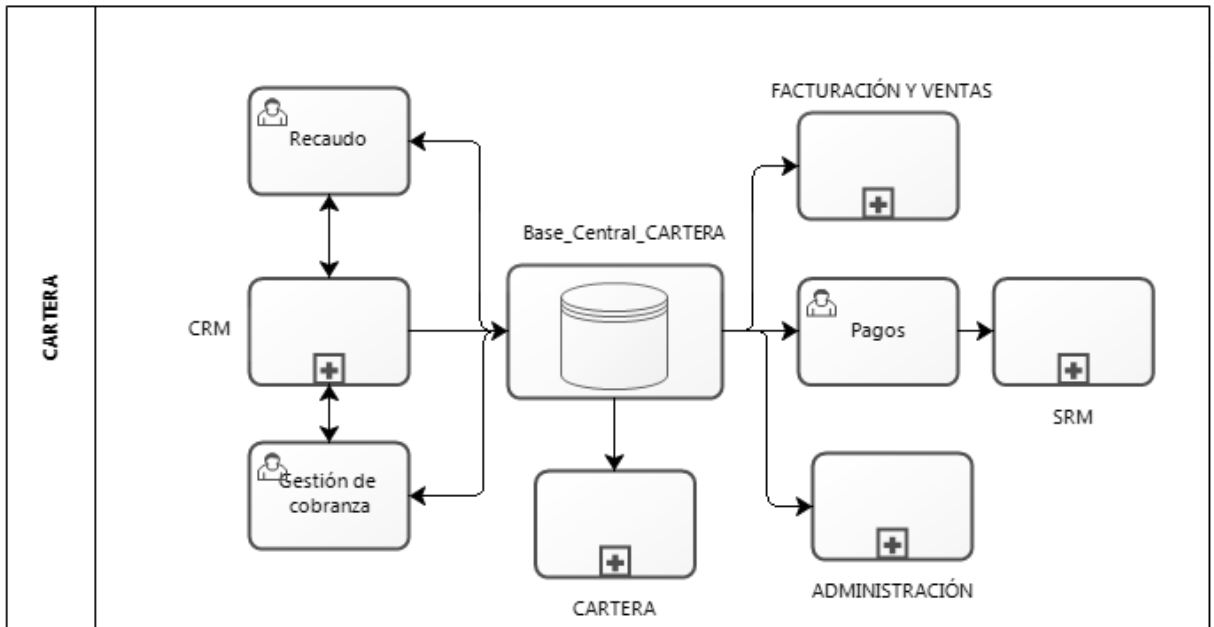 CARTERA
FACTURACIÓN Y VENTAS
Recaudo
Base_Central_CARTERA
CRM
Pagos
SRM
Gestión de
cobranza
CARTERA
ADMINISTRACIÓN